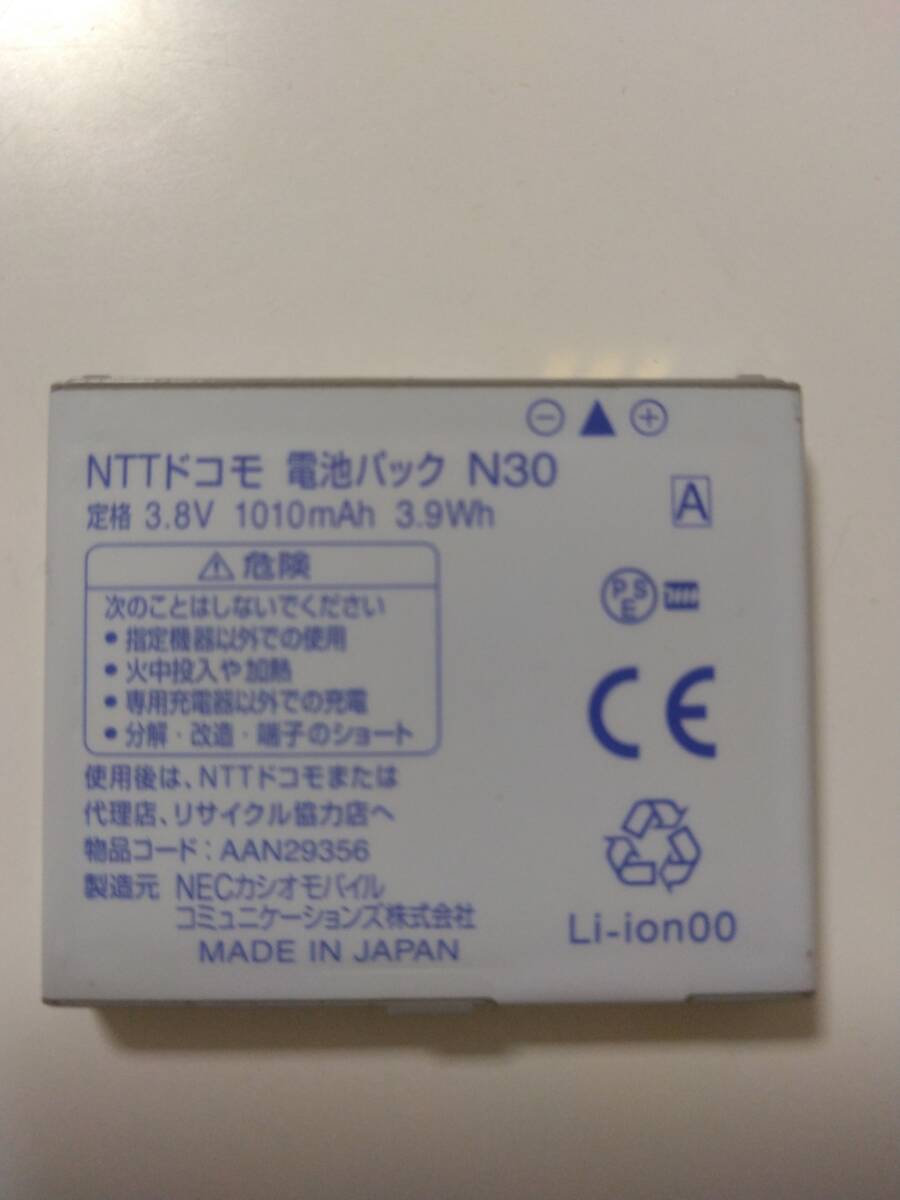 ⊖▲⊕
NTTドコモ 電池パック N30
定格 3.8V 1010mAh 3.9Wh
A
⚠危険
次のことはしないでください
・指定機器以外での使用
・火中投入や加熱
・専用充電器以外での充電
・分解・改造・端子のショート
PSE
CE
使用後は、NTTドコモまたは
代理店、リサイクル協力店へ
物品コード：AAN29356
製造元 NECカシオモバイル
コミュニケーションズ株式会社
MADE IN JAPAN
Li-ion00